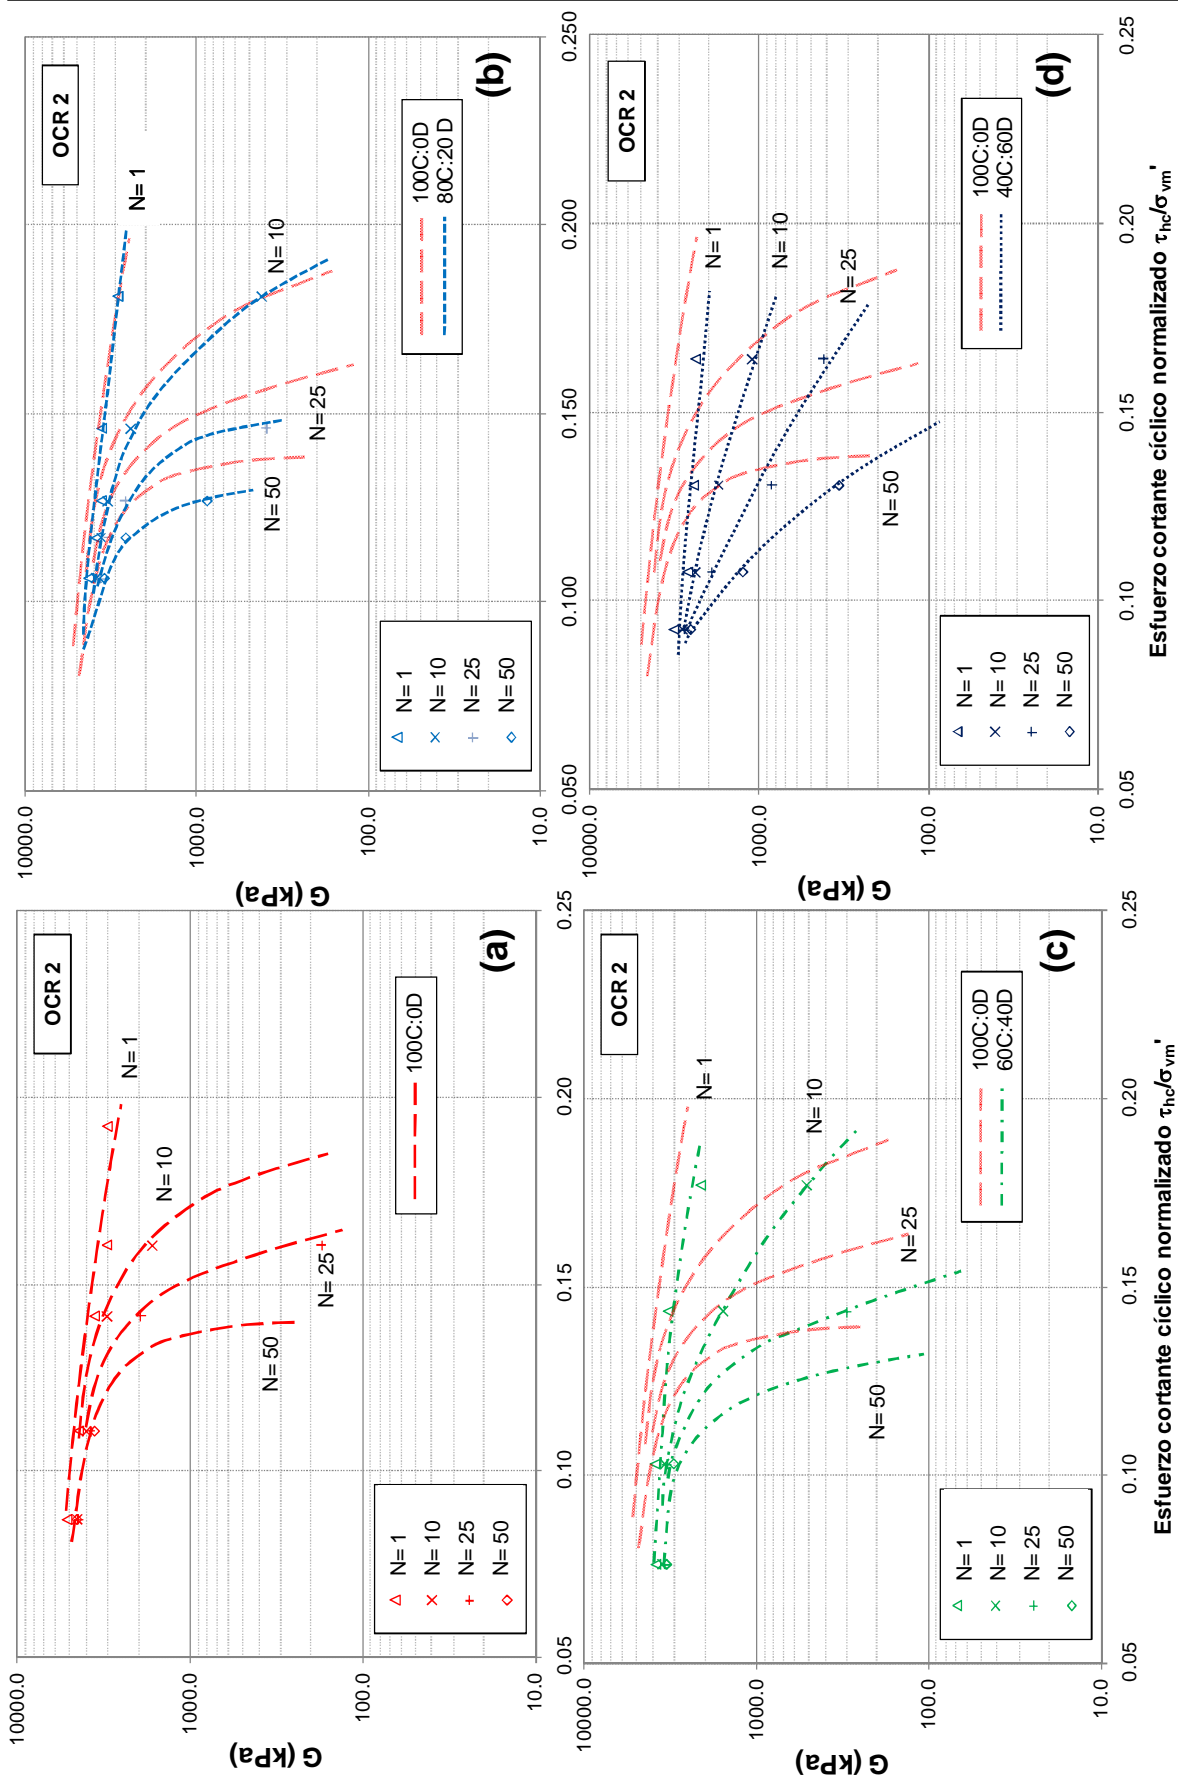 10000.0
1000.0
100.0
10.0
G (kPa)
0.05
0.10
0.15
0.20
0.25
OCR 2
N= 1
N= 10
N= 25
N= 50
100C:0D
N= 1
N= 10
N= 25
N= 50
(a)
10000.0
1000.0
100.0
10.0
G (kPa)
0.050
0.100
0.150
0.200
0.250
OCR 2
N= 1
N= 10
N= 25
N= 50
100C:0D
80C:20 D
N= 1
N= 10
N= 25
N= 50
(b)
10000.0
1000.0
100.0
10.0
G (kPa)
0.05
0.10
0.15
0.20
0.25
OCR 2
N= 1
N= 10
N= 25
N= 50
100C:0D
60C:40D
N= 1
N= 10
N= 25
N= 50
(c)
Esfuerzo cortante cíclico normalizado τhc/σvm'
10000.0
1000.0
100.0
10.0
G (kPa)
0.05
0.10
0.15
0.20
0.25
OCR 2
N= 1
N= 10
N= 25
N= 50
100C:0D
40C:60D
N= 1
N= 10
N= 25
N= 50
(d)
Esfuerzo cortante cíclico normalizado τhc/σvm'